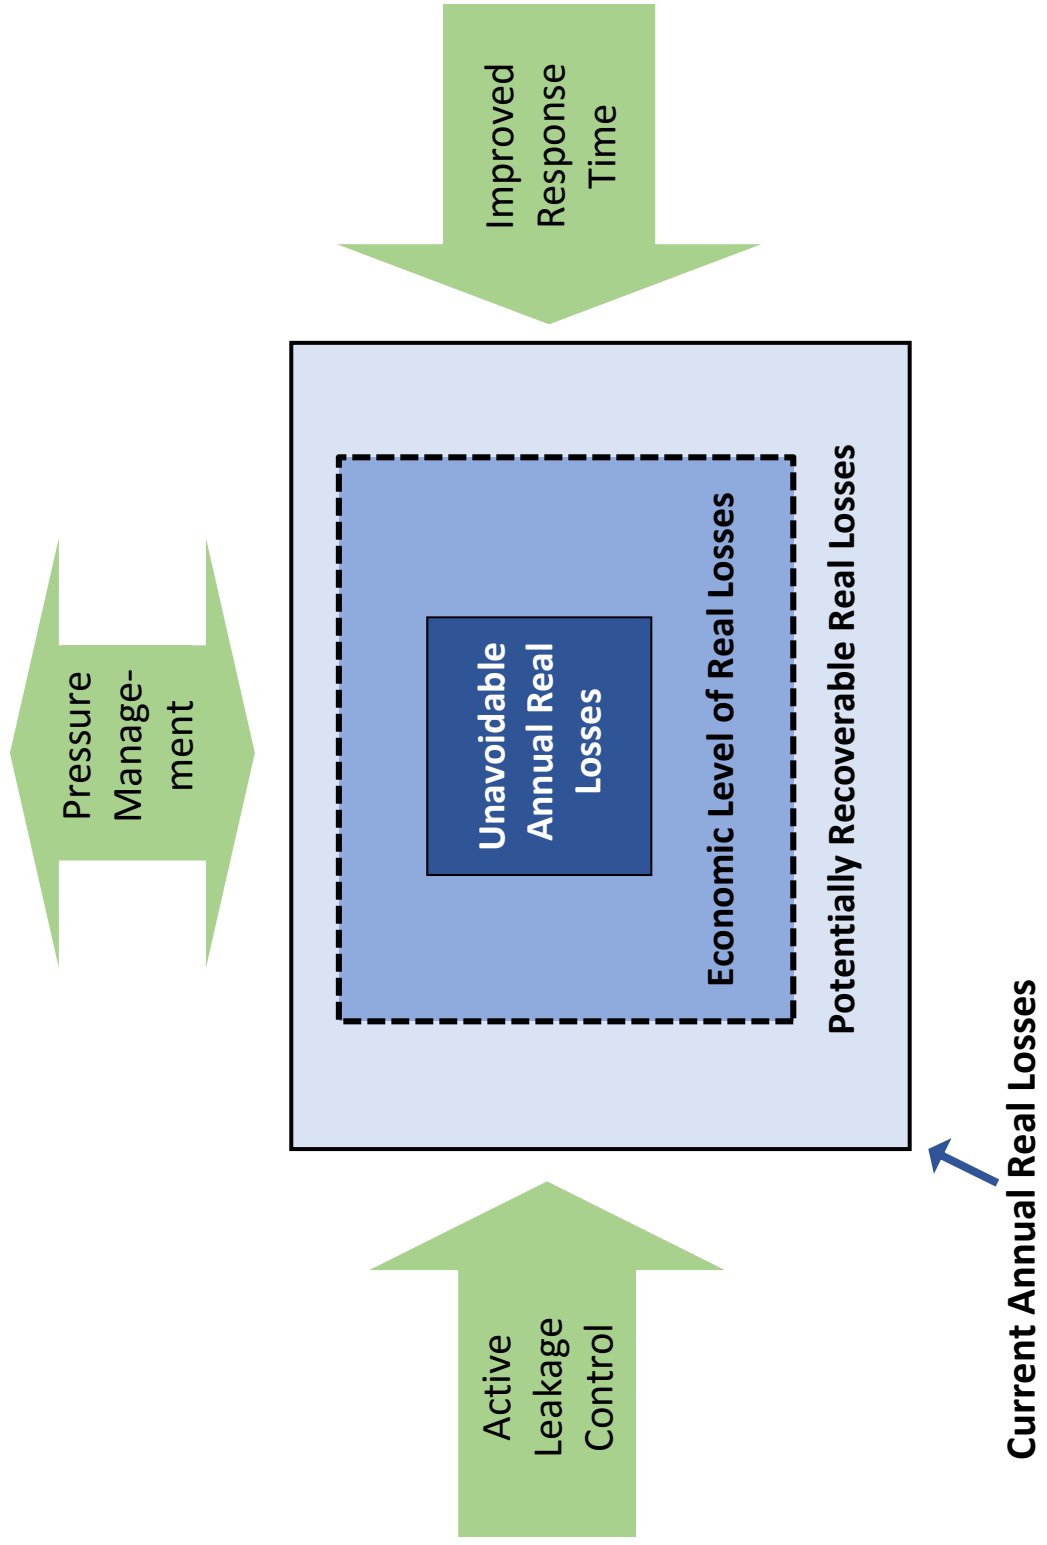 Pressure
Manage-
ment
Active
Leakage
Control
Unavoidable
Annual Real
Losses
Economic Level of Real Losses
Potentially Recoverable Real Losses
Improved
Response
Time
Current Annual Real Losses